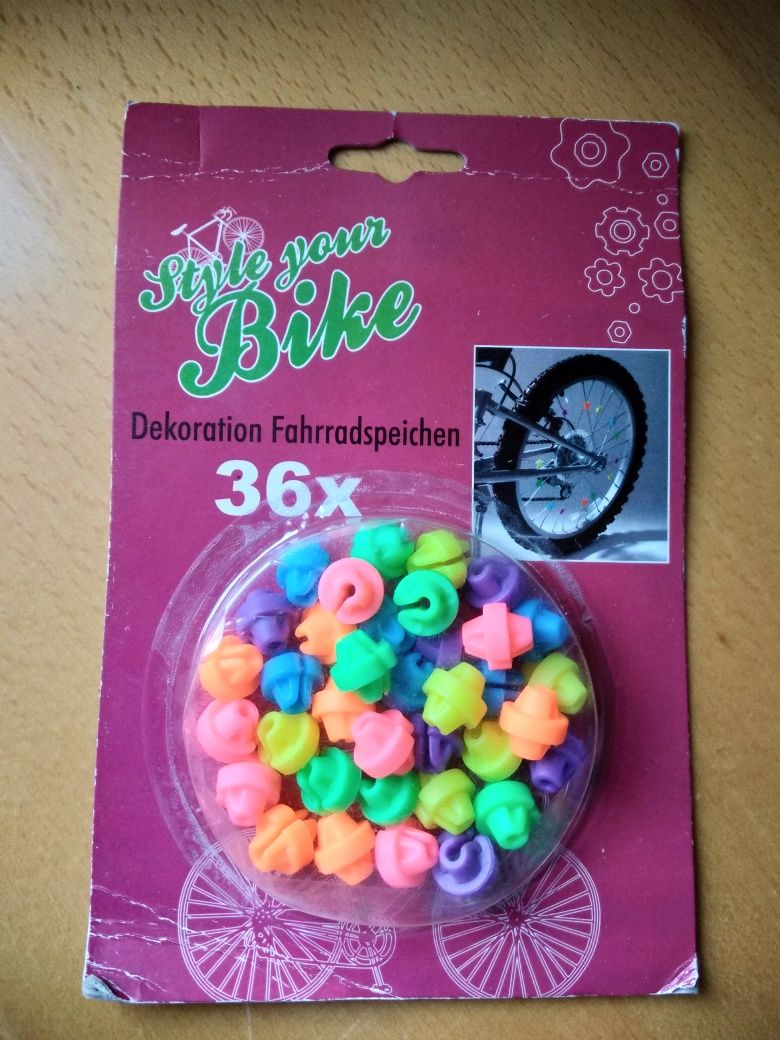 Style your
Bike
Dekoration Fahrradspeichen
36x